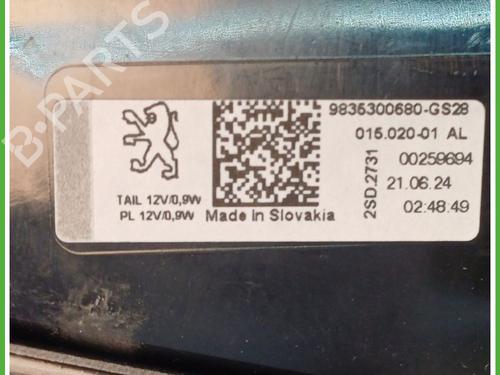 B-PARTS
9835300680-GS28
015.020-01 AL
2SD.2731
00259694
21.06.24
02:48.49
TAIL 12V/0,9W
PL 12V/0,9W
Made in Slovakia